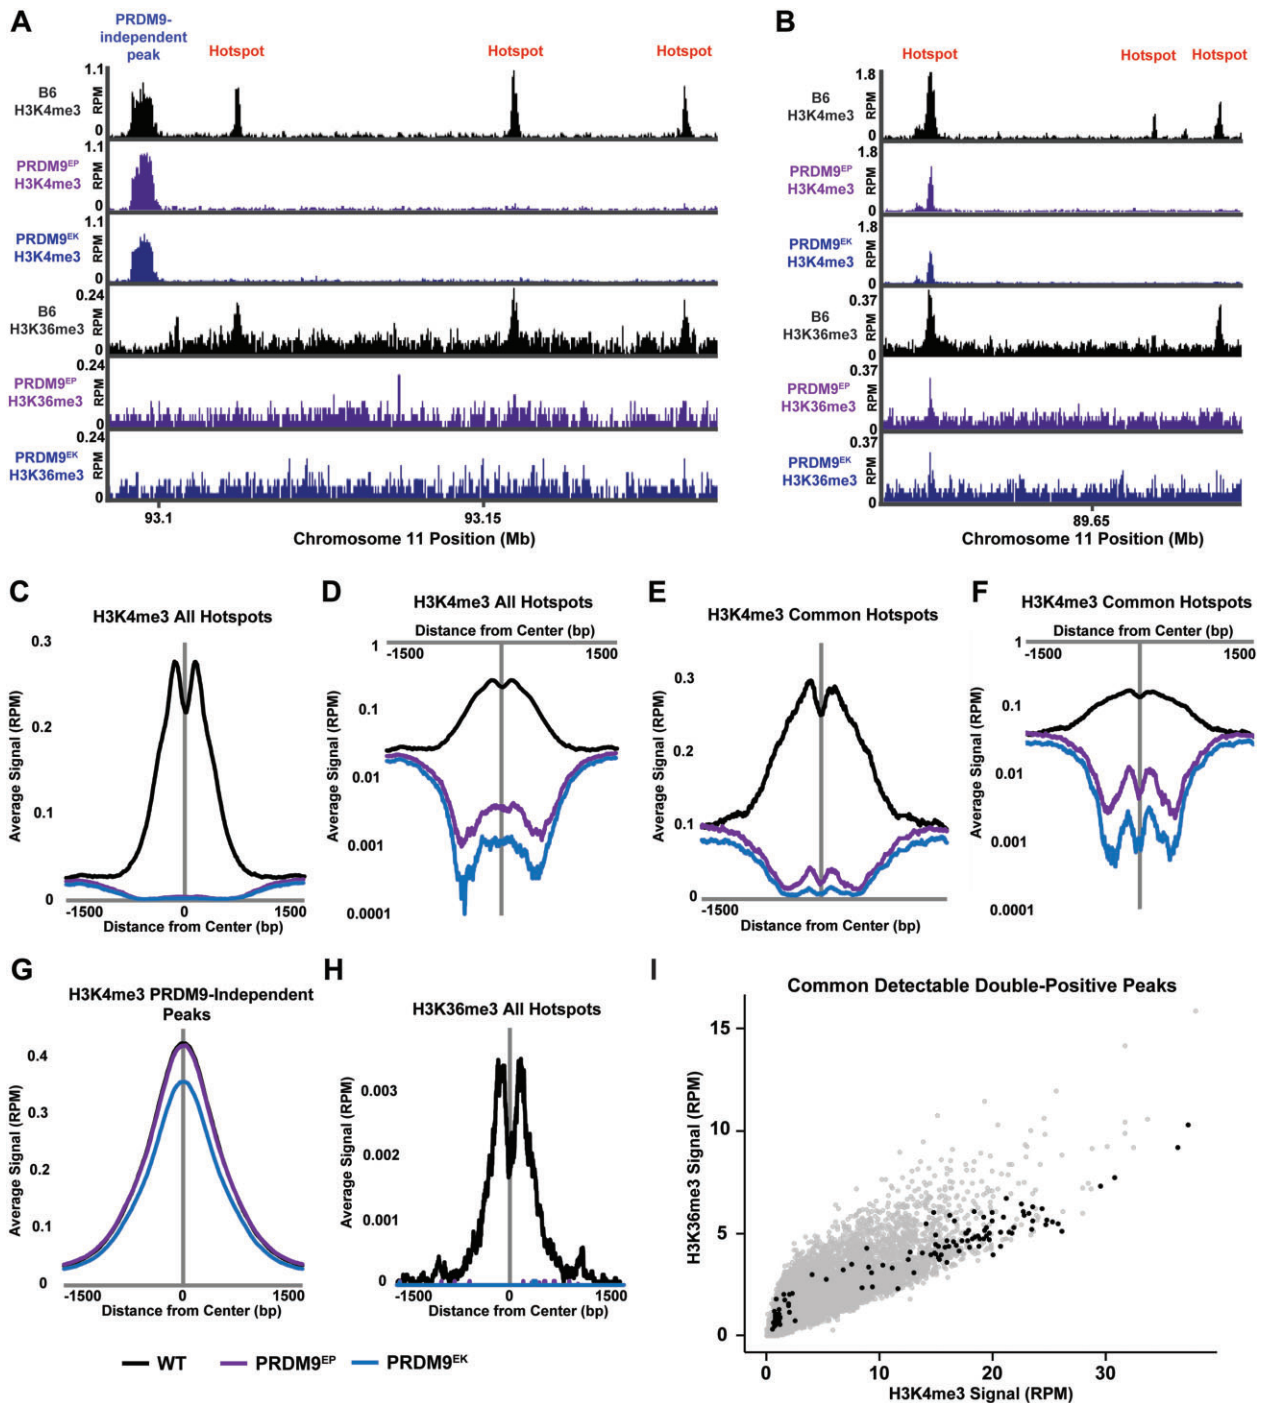 A
PRDM9-
independent
peak
Hotspot
Hotspot
Hotspot
B6
H3K4me3
1.1
RPM
0
PRDM9EP
H3K4me3
1.1
RPM
0
PRDM9EK
H3K4me3
1.1
RPM
0
B6
H3K36me3
0.24
RPM
0
PRDM9EP
H3K36me3
0.24
RPM
0
PRDM9EK
H3K36me3
0.24
RPM
0
93.1
93.15
Chromosome 11 Position (Mb)
B
Hotspot
Hotspot
Hotspot
B6
H3K4me3
1.8
RPM
0
PRDM9EP
H3K4me3
1.8
RPM
0
PRDM9EK
H3K4me3
1.8
RPM
0
B6
H3K36me3
0.37
RPM
0
PRDM9EP
H3K36me3
0.37
RPM
0
PRDM9EK
H3K36me3
0.37
RPM
0
89.65
Chromosome 11 Position (Mb)
C
H3K4me3 All Hotspots
Average Signal (RPM)
0.3
0.2
0.1
0
-1500
0
1500
Distance from Center (bp)
D
H3K4me3 All Hotspots
Distance from Center (bp)
-1500
1500
Average Signal (RPM)
1
0.1
0.01
0.001
0.0001
E
H3K4me3 Common Hotspots
Average Signal (RPM)
0.3
0.2
0.1
0
-1500
Distance from Center (bp)
F
H3K4me3 Common Hotspots
Distance from Center (bp)
-1500
1500
Average Signal (RPM)
1
0.1
0.01
0.001
0.0001
G
H3K4me3 PRDM9-Independent
Peaks
Average Signal (RPM)
0.4
0.3
0.2
0.1
0
-1500
0
1500
Distance from Center (bp)
H
H3K36me3 All Hotspots
Average Signal (RPM)
0.003
0.002
0.001
0
-1500
0
1500
Distance from Center (bp)
I
Common Detectable Double-Positive Peaks
H3K36me3 Signal (RPM)
15
10
5
0
0
10
20
30
H3K4me3 Signal (RPM)
WT
PRDM9EP
PRDM9EK